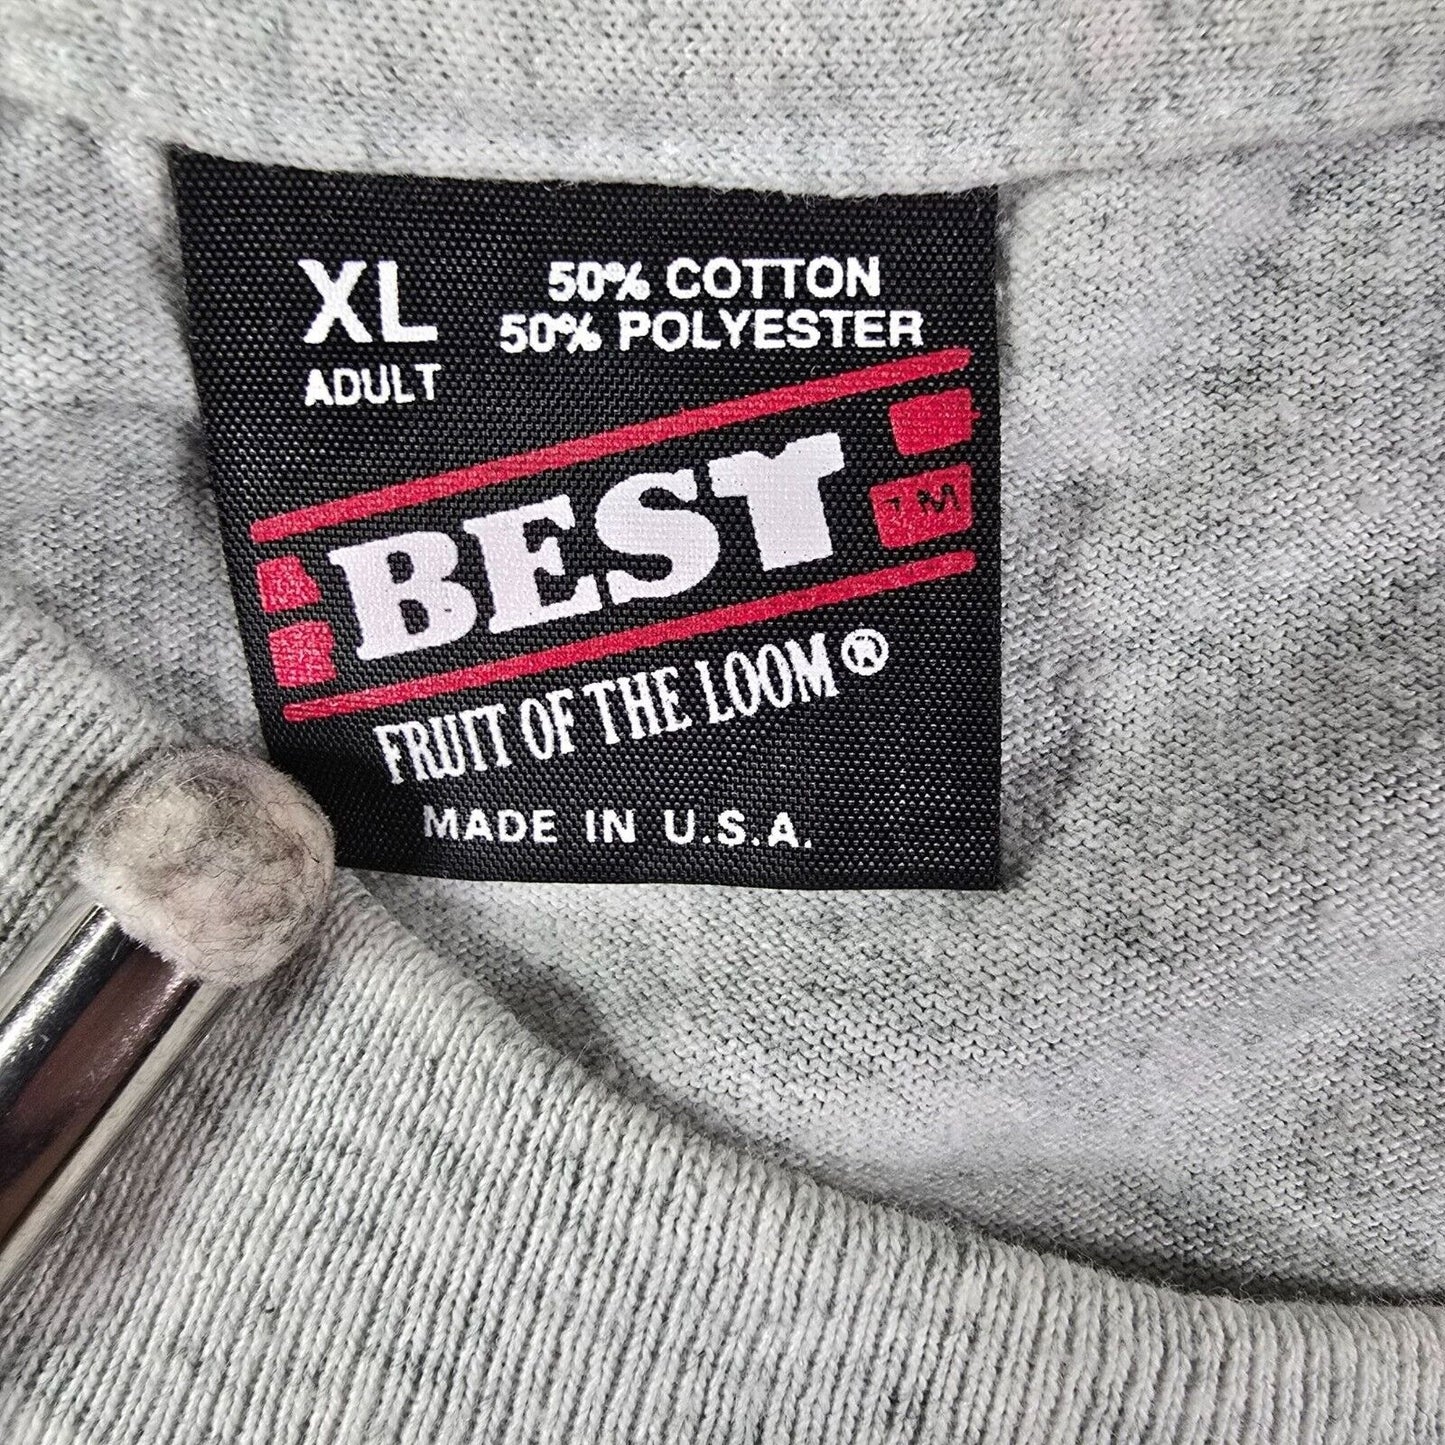 XL
ADULT
50% COTTON
50% POLYESTER
BEST
TM
FRUIT OF THE LOOM®
MADE IN U.S.A.